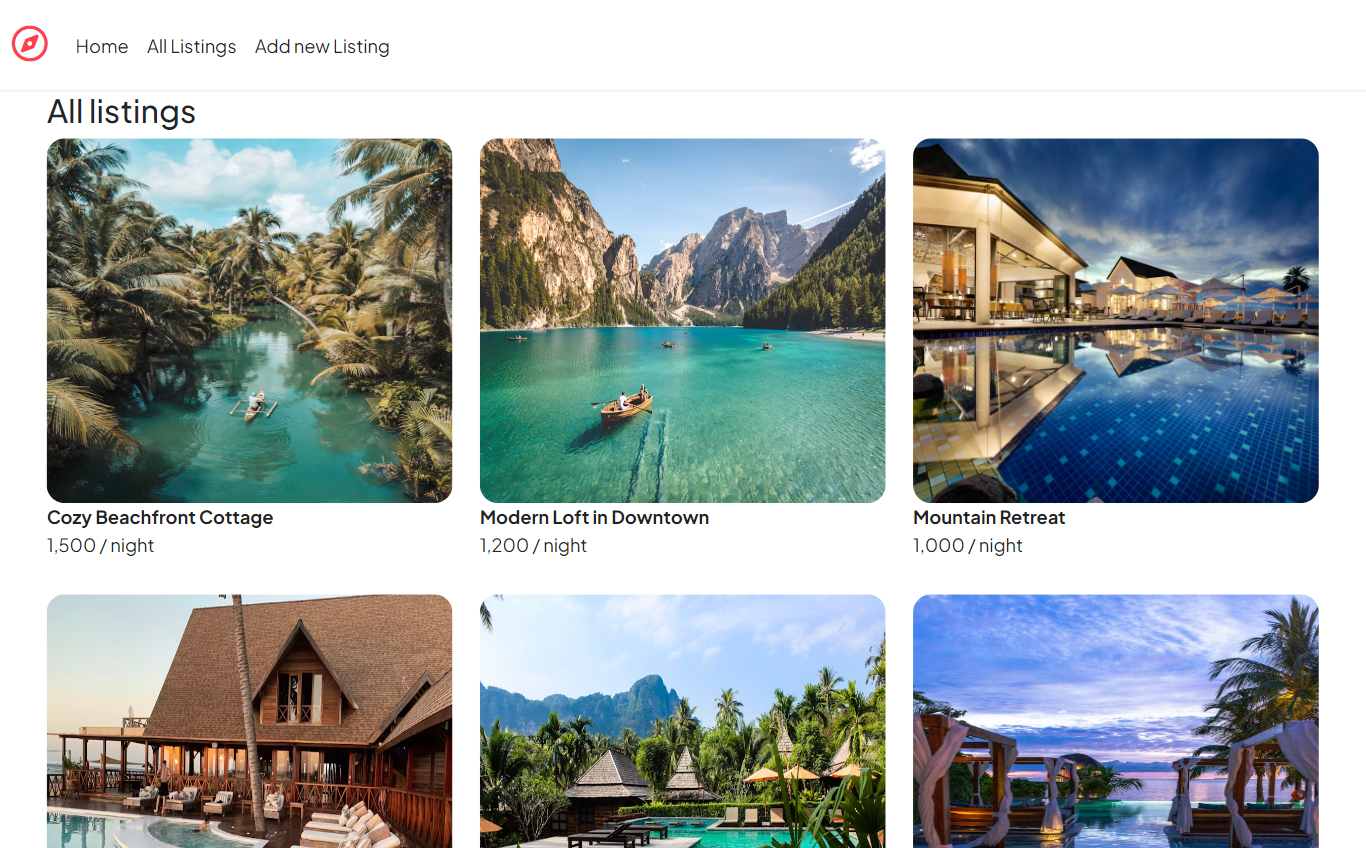 Home All Listings Add new Listing
All listings
Cozy Beachfront Cottage
1,500 / night
Modern Loft in Downtown
1,200 / night
Mountain Retreat
1,000 / night